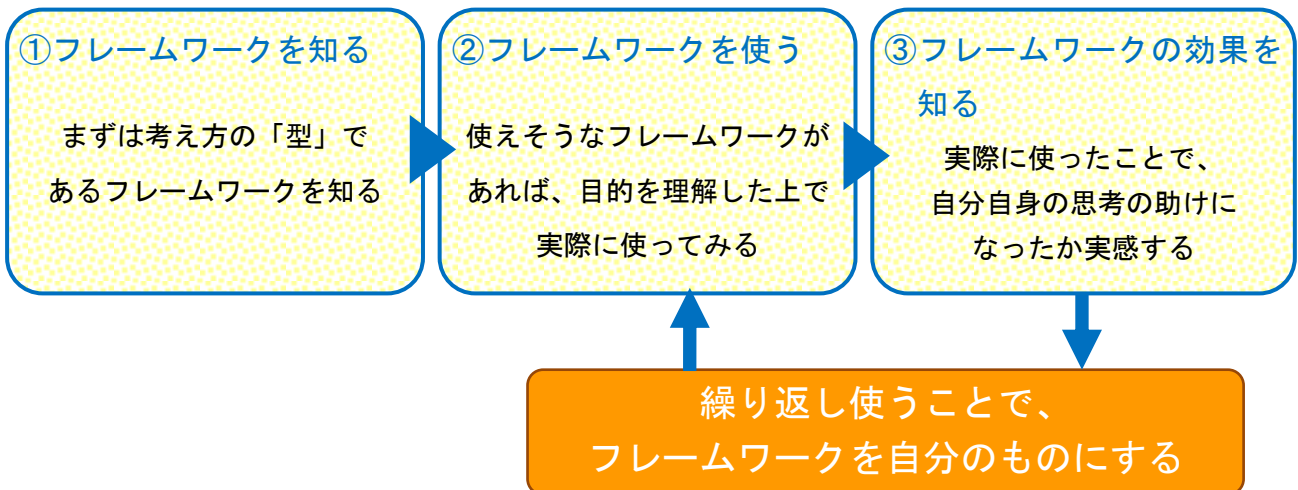 ①フレームワークを知る
まずは考え方の「型」で
あるフレームワークを知る
②フレームワークを使う
使えそうなフレームワークが
あれば、目的を理解した上で
実際に使ってみる
③フレームワークの効果を
知る
実際に使ったことで、
自分自身の思考の助けに
なったか実感する
繰り返し使うことで、
フレームワークを自分のものにする